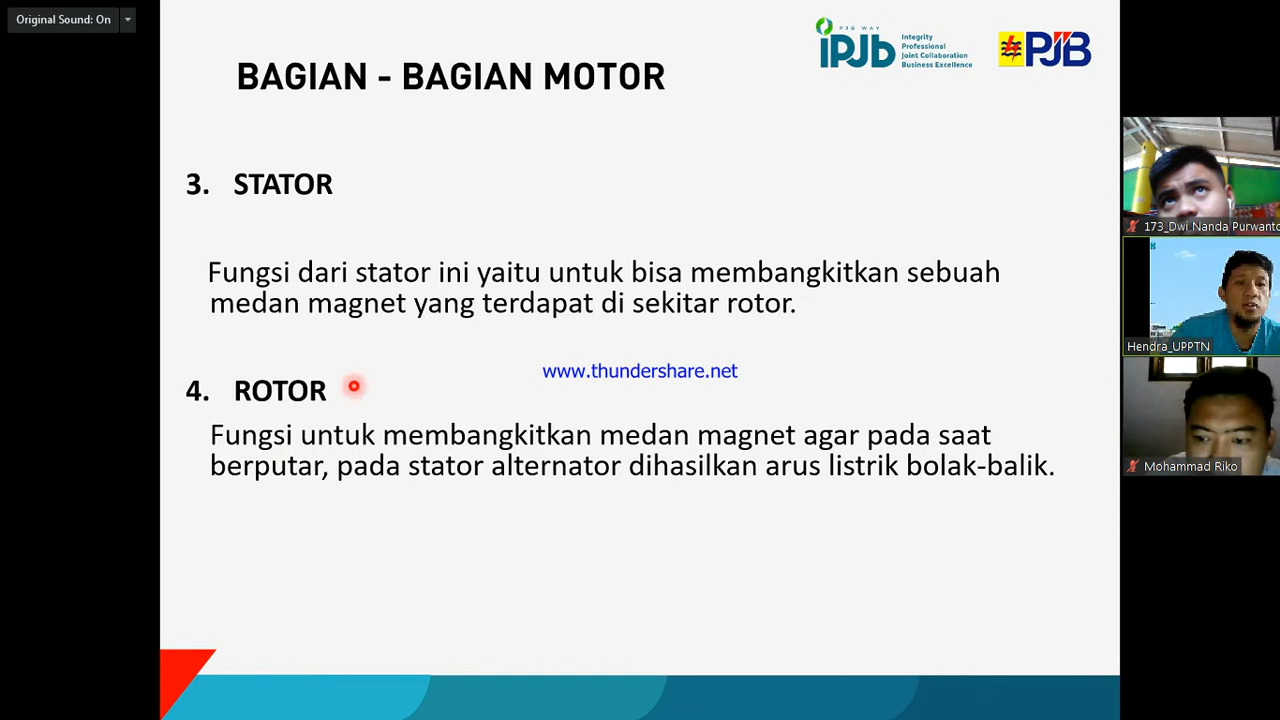 Original Sound: On
BAGIAN - BAGIAN MOTOR
PJB WAY
iPJb
Integrity
Professional
Joint Collaboration
Business Excellence
PJB
3. STATOR
Fungsi dari stator ini yaitu untuk bisa membangkitkan sebuah
medan magnet yang terdapat di sekitar rotor.
www.thundershare.net
4. ROTOR
Fungsi untuk membangkitkan medan magnet agar pada saat
berputar, pada stator alternator dihasilkan arus listrik bolak-balik.
173_Dwi Nanda Purwanto
Hendra_UPPTN
Mohammad Riko